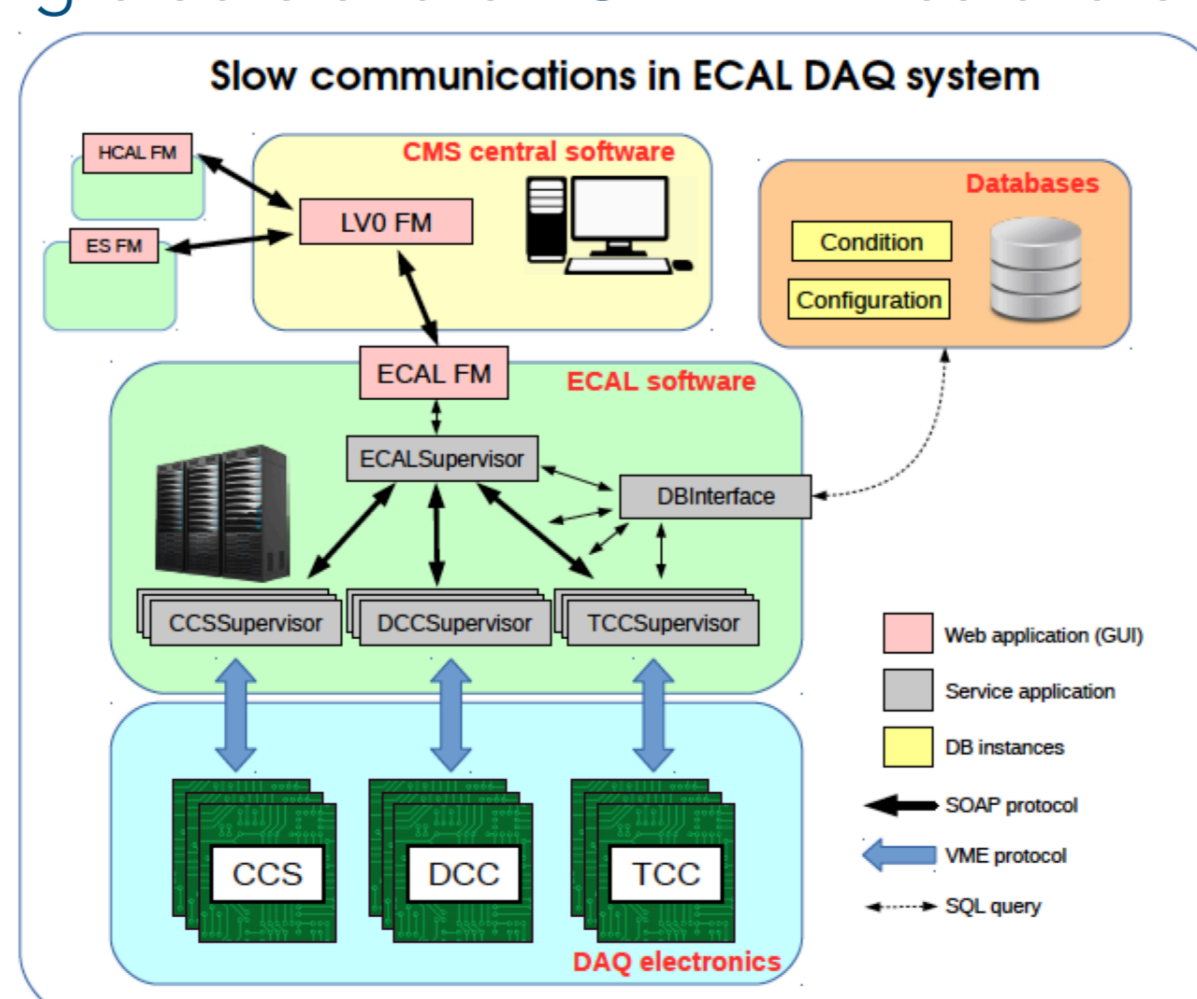 Slow communications in ECAL DAQ system
HCAL FM
CMS central software
LV0 FM
ES FM
Databases
Condition
Configuration
ECAL FM
ECAL software
ECALSupervisor
DBInterface
CCSSupervisor
DCCSupervisor
TCCSupervisor
Web application (GUI)
Service application
DB instances
SOAP protocol
VME protocol
SQL query
CCS
DCC
TCC
DAQ electronics